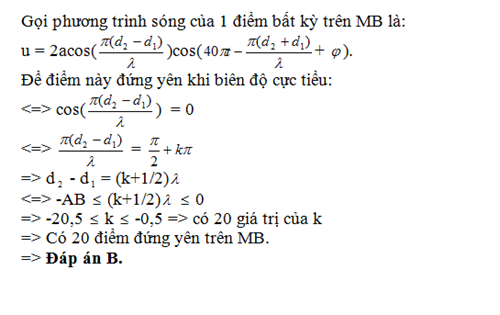 Gọi phương trình sóng của 1 điểm bất kỳ trên MB là:
u = 2acos(π(d₂ − d₁)/λ)cos(40π − π(d₂ + d₁)/λ + φ).
Để điểm này đứng yên khi biên độ cực tiểu:
<=> cos(π(d₂ − d₁)/λ) = 0
<=> π(d₂ − d₁)/λ = π/2 + kπ
=> d₂ - d₁ = (k+1/2)λ
<=> -AB ≤ (k+1/2)λ ≤ 0
=> -20,5 ≤ k ≤ -0,5 => có 20 giá trị của k
=> Có 20 điểm đứng yên trên MB.
=> Đáp án B.